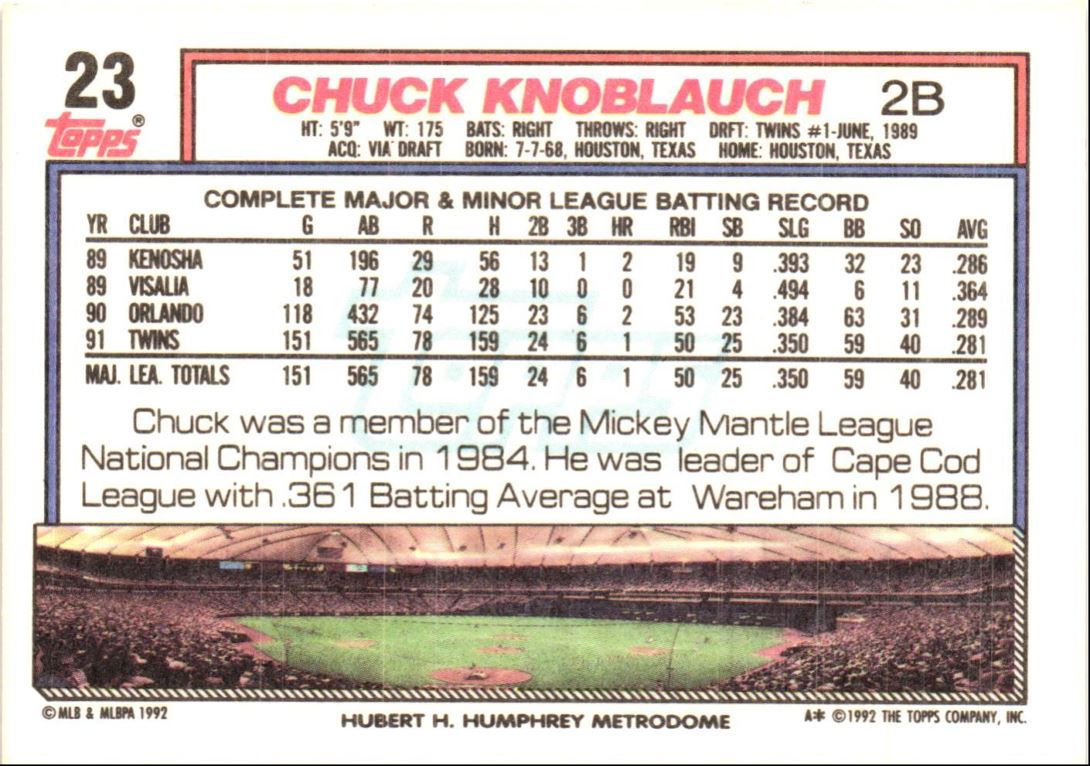 23
Topps®
CHUCK KNOBLAUCH 2B
HT: 5'9" WT: 175 BATS: RIGHT THROWS: RIGHT DRFT: TWINS #1-JUNE, 1989
ACQ: VIA DRAFT BORN: 7-7-68, HOUSTON, TEXAS HOME: HOUSTON, TEXAS
COMPLETE MAJOR & MINOR LEAGUE BATTING RECORD
YR CLUB G AB R H 2B 3B HR RBI SB SLG BB SO AVG
89 KENOSHA 51 196 29 56 13 1 2 19 9 .393 32 23 .286
89 VISALIA 18 77 20 28 10 0 0 21 4 .494 6 11 .364
90 ORLANDO 118 432 74 125 23 6 2 53 23 .384 63 31 .289
91 TWINS 151 565 78 159 24 6 1 50 25 .350 59 40 .281
MAJ. LEA. TOTALS 151 565 78 159 24 6 1 50 25 .350 59 40 .281
Chuck was a member of the Mickey Mantle League
National Champions in 1984. He was leader of Cape Cod
League with .361 Batting Average at Wareham in 1988.
© MLB & MLBPA 1992
HUBERT H. HUMPHREY METRODOME
A* © 1992 THE TOPPS COMPANY, INC.